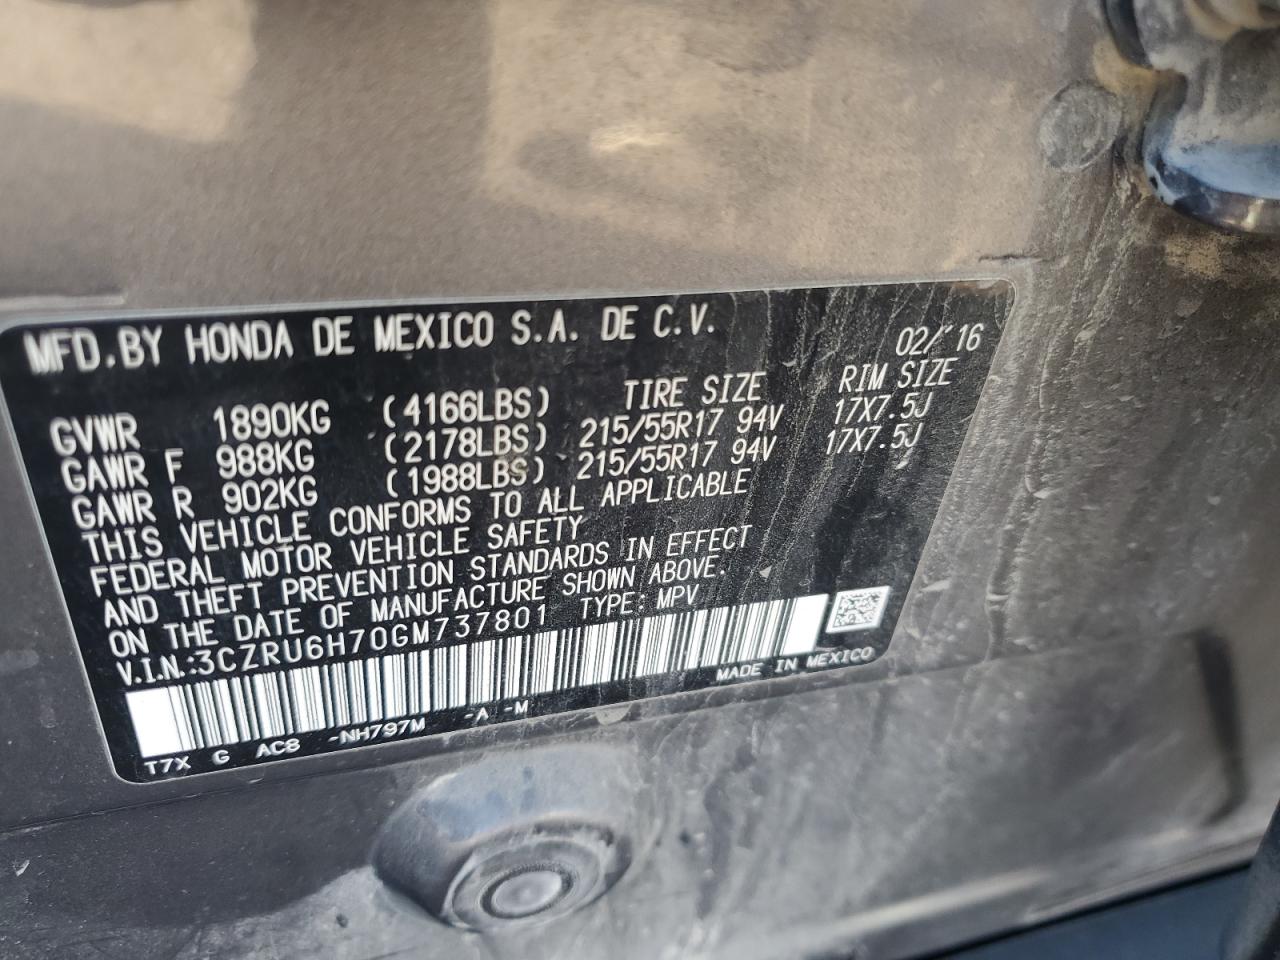 MFD.BY HONDA DE MEXICO S.A. DE C.V.
02/'16
TIRE SIZE RIM SIZE
GVWR 1890KG (4166LBS)
GAWR F 988KG (2178LBS) 215/55R17 94V 17X7.5J
GAWR R 902KG (1988LBS) 215/55R17 94V 17X7.5J
THIS VEHICLE CONFORMS TO ALL APPLICABLE
FEDERAL MOTOR VEHICLE SAFETY
AND THEFT PREVENTION STANDARDS IN EFFECT
ON THE DATE OF MANUFACTURE SHOWN ABOVE.
V.I.N.:3CZRU6H70GM737801 TYPE: MPV
MADE IN MEXICO
T7X G AC8 -NH797M -A -M